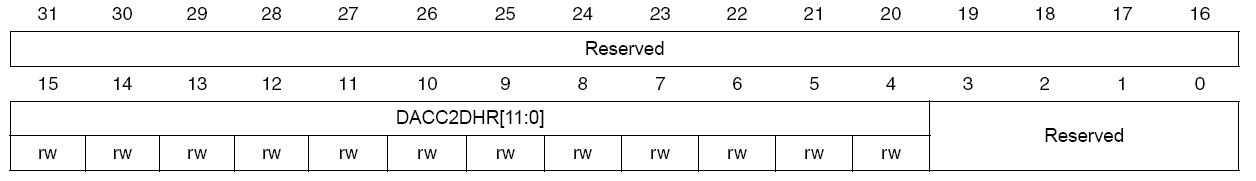 31 30 29 28 27 26 25 24 23 22 21 20 19 18 17 16
Reserved
15 14 13 12 11 10 9 8 7 6 5 4 3 2 1 0
DACC2DHR[11:0]
Reserved
rw rw rw rw rw rw rw rw rw rw rw rw